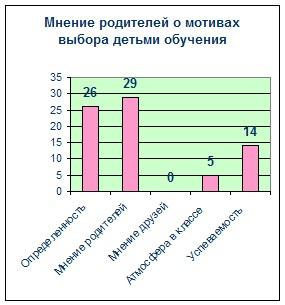 Мнение родителей о мотивах
выбора детьми обучения
35
30
25
20
15
10
5
0
26
29
0
5
14
Определенность
Мнение родителей
Мнение друзей
Атмосфера в классе
Успеваемость